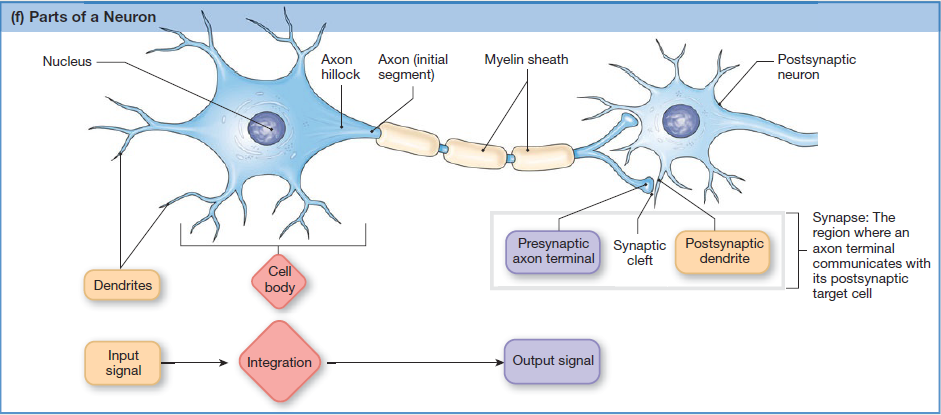 (f) Parts of a Neuron
Nucleus
Axon
hillock
Axon (initial
segment)
Myelin sheath
Postsynaptic
neuron
Presynaptic
axon terminal
Synaptic
cleft
Postsynaptic
dendrite
Synapse: The
region where an
axon terminal
communicates with
its postsynaptic
target cell
Dendrites
Cell
body
Input
signal
Integration
Output signal